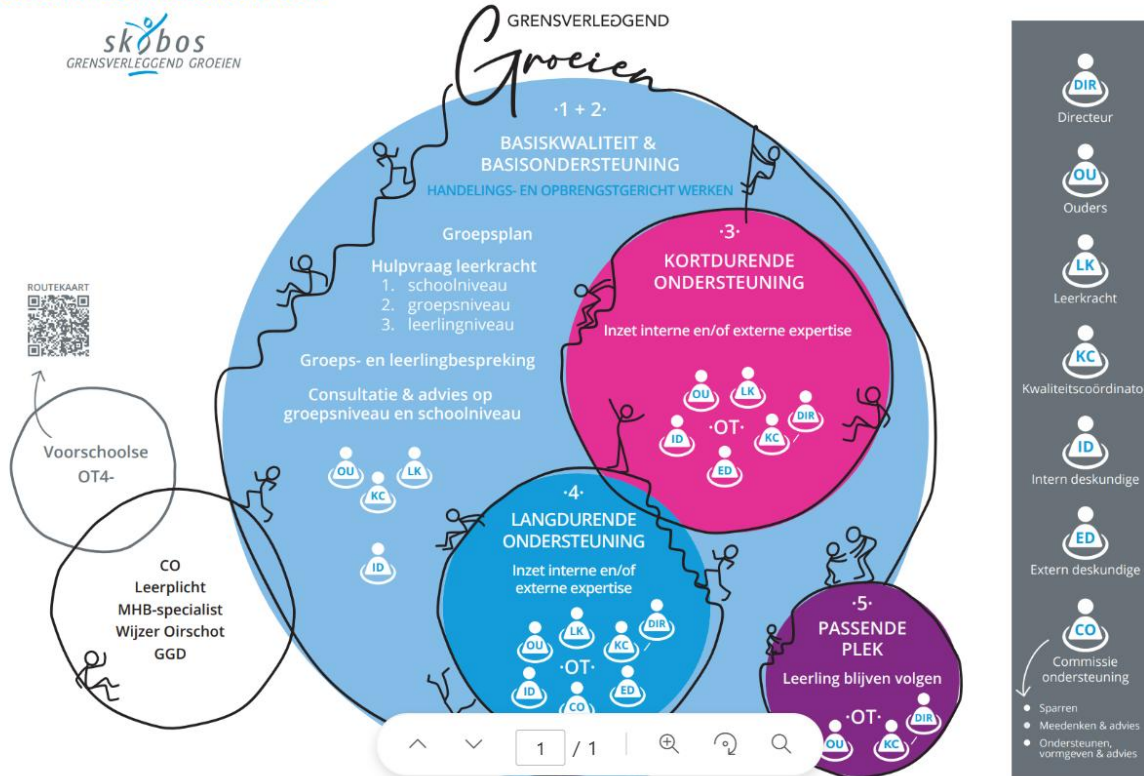 skobos
GRENSVERLEGGEND GROEIEN
GRENSVERLEGGEND
Groeien
·1 + 2·
BASISKWALITEIT &
BASISONDERSTEUNING
HANDELINGS- EN OPBRENGSTGERICHT WERKEN
Groepsplan
Hulpvraag leerkracht
1. schoolniveau
2. groepsniveau
3. leerlingniveau
Groeps- en leerlingbespreking
Consultatie & advies op
groepsniveau en schoolniveau
OU
LK
KC
ID
·3·
KORTDURENDE
ONDERSTEUNING
Inzet interne en/of externe expertise
OU
LK
DIR
ID
·OT·
KC
ED
·4·
LANGDURENDE
ONDERSTEUNING
Inzet interne en/of
externe expertise
OU
LK
KC
DIR
·OT·
ID
CO
ED
·5·
PASSENDE
PLEK
Leerling blijven volgen
·OT·
DIR
OU
KC
ROUTEKAART
Voorschoolse
OT4-
CO
Leerplicht
MHB-specialist
Wijzer Oirschot
GGD
DIR
Directeur
OU
Ouders
LK
Leerkracht
KC
Kwaliteitscoördinato
ID
Intern deskundige
ED
Extern deskundige
CO
Commissie
ondersteuning
Sparren
Meedenken & advies
Ondersteunen,
vormgeven & advies
1 / 1